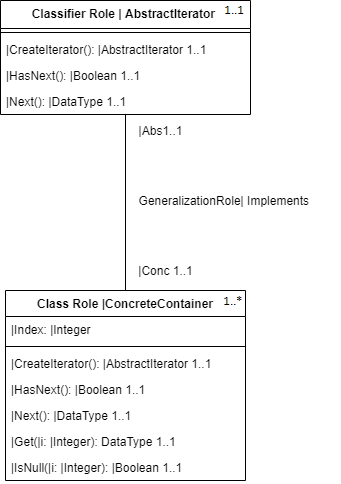 Classifier Role | AbstractIterator 1..1
|CreateIterator(): |AbstractIterator 1..1
|HasNext(): |Boolean 1..1
|Next(): |DataType 1..1
|Abs1..1
GeneralizationRole| Implements
|Conc 1..1
Class Role |ConcreteContainer 1..*
|Index: |Integer
|CreateIterator(): |AbstractIterator 1..1
|HasNext(): |Boolean 1..1
|Next(): |DataType 1..1
|Get(|i: |Integer): DataType 1..1
|IsNull(|i: |Integer): |Boolean 1..1